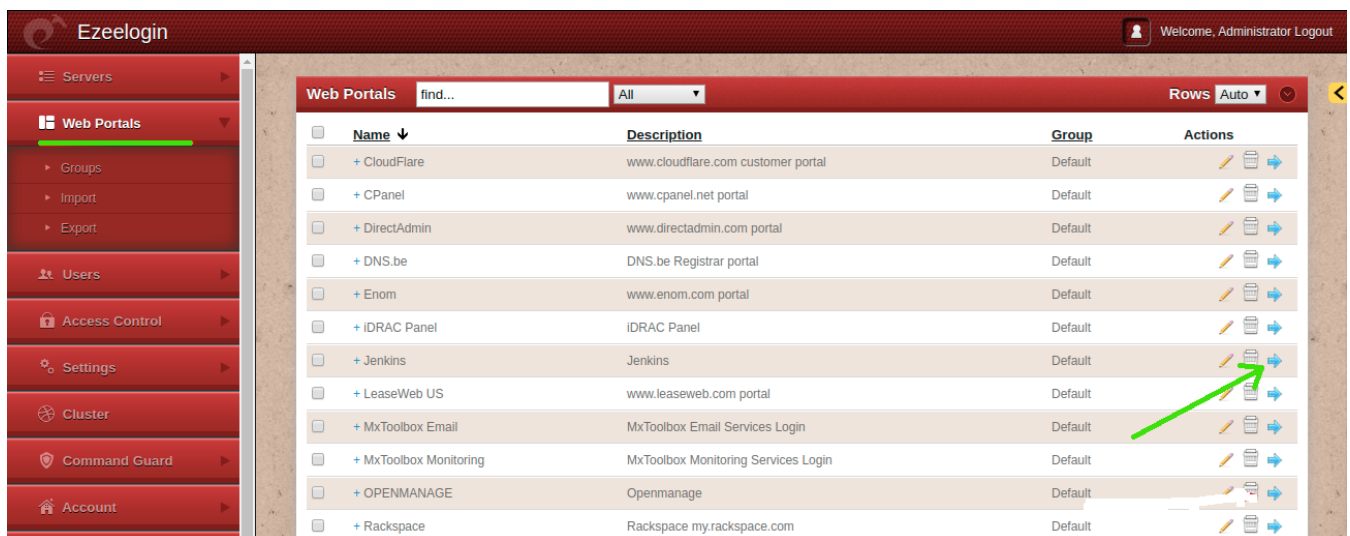 Ezeelogin
Welcome, Administrator Logout
Servers
Web Portals
Groups
Import
Export
Users
Access Control
Settings
Cluster
Command Guard
Account
Web Portals find... All Rows Auto
Name Description Group Actions
+ CloudFlare www.cloudflare.com customer portal Default
+ CPanel www.cpanel.net portal Default
+ DirectAdmin www.directadmin.com portal Default
+ DNS.be DNS.be Registrar portal Default
+ Enom www.enom.com portal Default
+ iDRAC Panel iDRAC Panel Default
+ Jenkins Jenkins Default
+ LeaseWeb US www.leaseweb.com portal Default
+ MxToolbox Email MxToolbox Email Services Login Default
+ MxToolbox Monitoring MxToolbox Monitoring Services Login Default
+ OPENMANAGE Openmanage Default
+ Rackspace Rackspace my.rackspace.com Default